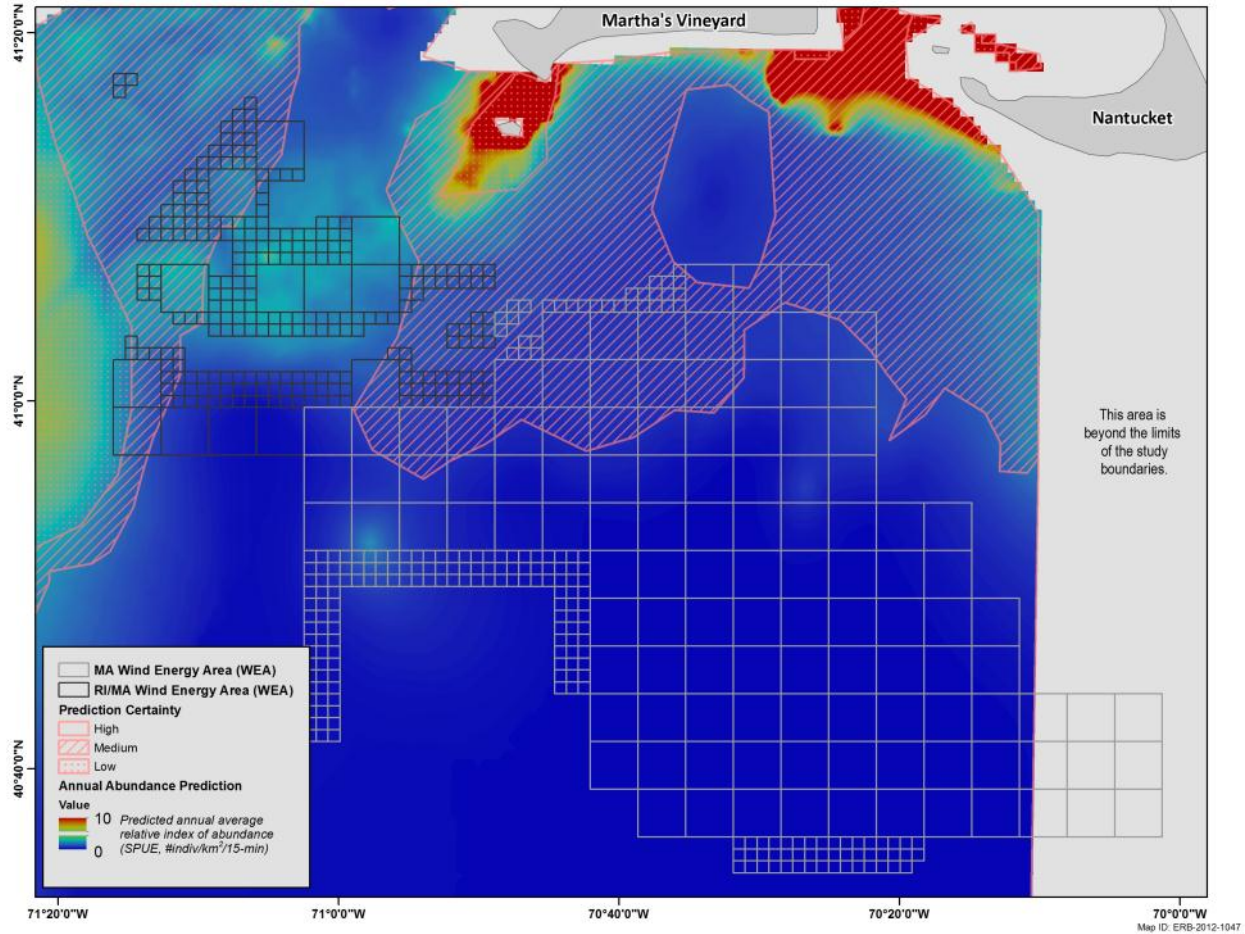 41°20'0"N
Martha's Vineyard
Nantucket
41°0'0"N
This area is
beyond the limits
of the study
boundaries.
MA Wind Energy Area (WEA)
RI/MA Wind Energy Area (WEA)
Prediction Certainty
High
Medium
Low
Annual Abundance Prediction
Value
10 Predicted annual average
relative index of abundance
0 (SPUE, #indiv/km²/15-min)
40°40'0"N
71°20'0"W 71°0'0"W 70°40'0"W 70°20'0"W 70°0'0"W
Map ID: ERB-2012-1047